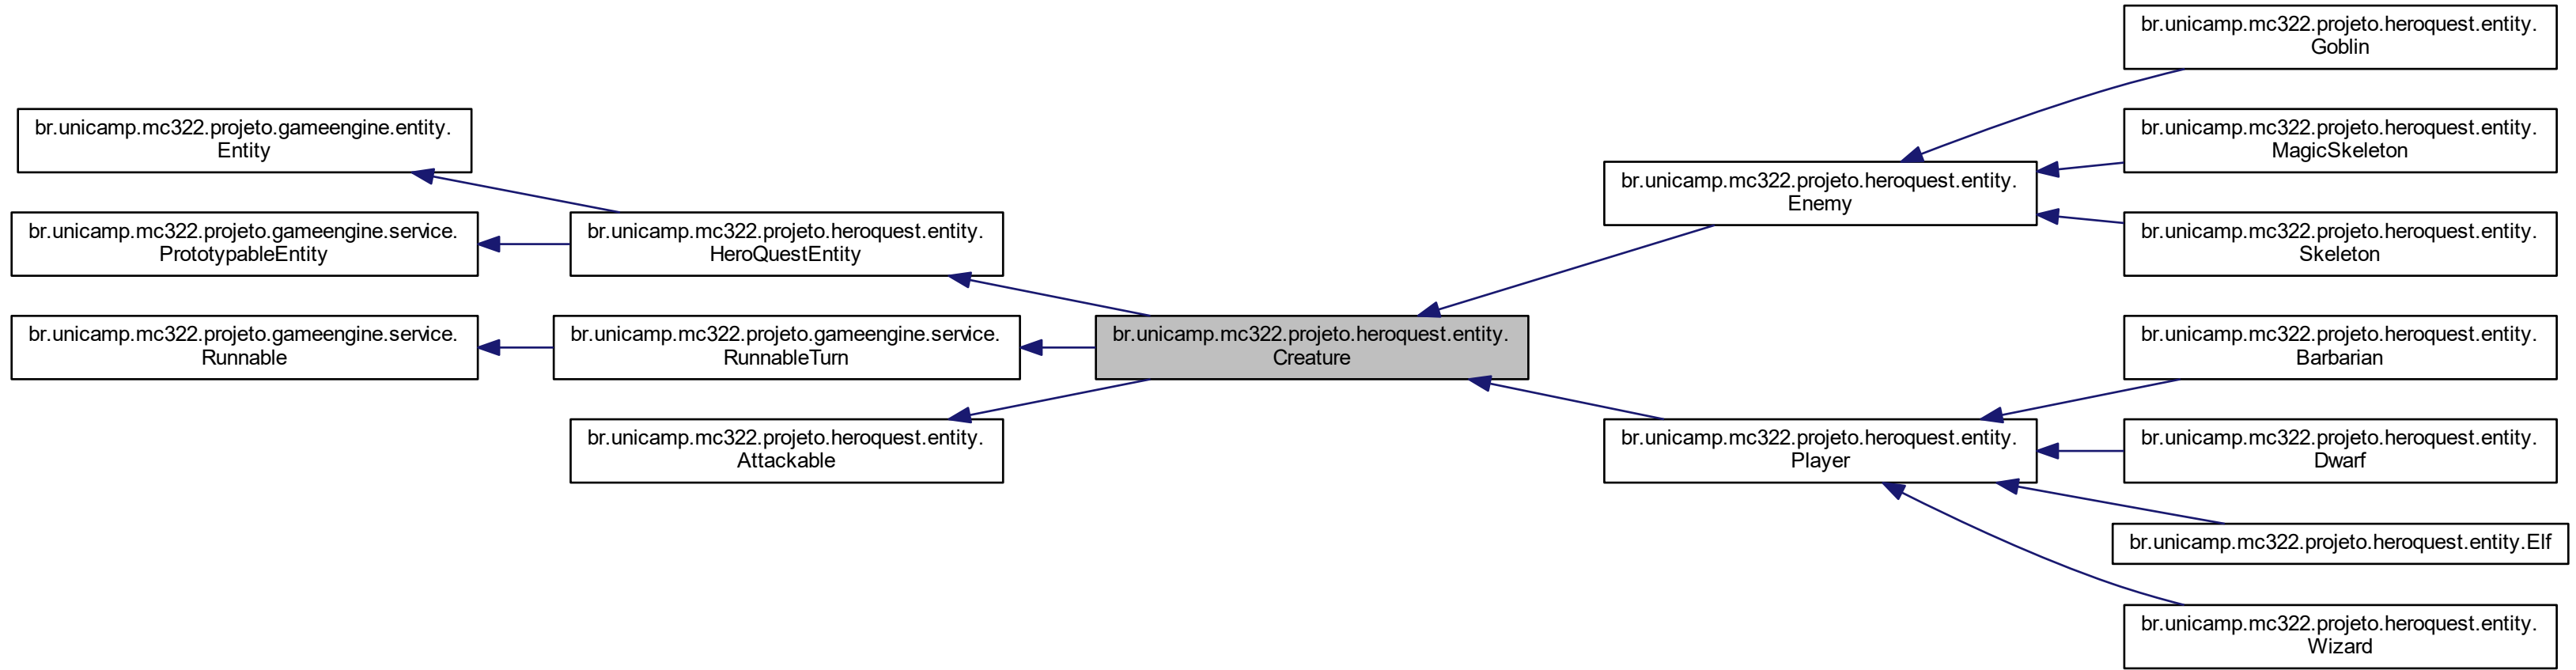 br.unicamp.mc322.projeto.gameengine.entity.
Entity
br.unicamp.mc322.projeto.gameengine.service.
PrototypableEntity
br.unicamp.mc322.projeto.gameengine.service.
Runnable
br.unicamp.mc322.projeto.heroquest.entity.
HeroQuestEntity
br.unicamp.mc322.projeto.gameengine.service.
RunnableTurn
br.unicamp.mc322.projeto.heroquest.entity.
Attackable
br.unicamp.mc322.projeto.heroquest.entity.
Creature
br.unicamp.mc322.projeto.heroquest.entity.
Enemy
br.unicamp.mc322.projeto.heroquest.entity.
Player
br.unicamp.mc322.projeto.heroquest.entity.
Goblin
br.unicamp.mc322.projeto.heroquest.entity.
MagicSkeleton
br.unicamp.mc322.projeto.heroquest.entity.
Skeleton
br.unicamp.mc322.projeto.heroquest.entity.
Barbarian
br.unicamp.mc322.projeto.heroquest.entity.
Dwarf
br.unicamp.mc322.projeto.heroquest.entity.Elf
br.unicamp.mc322.projeto.heroquest.entity.
Wizard